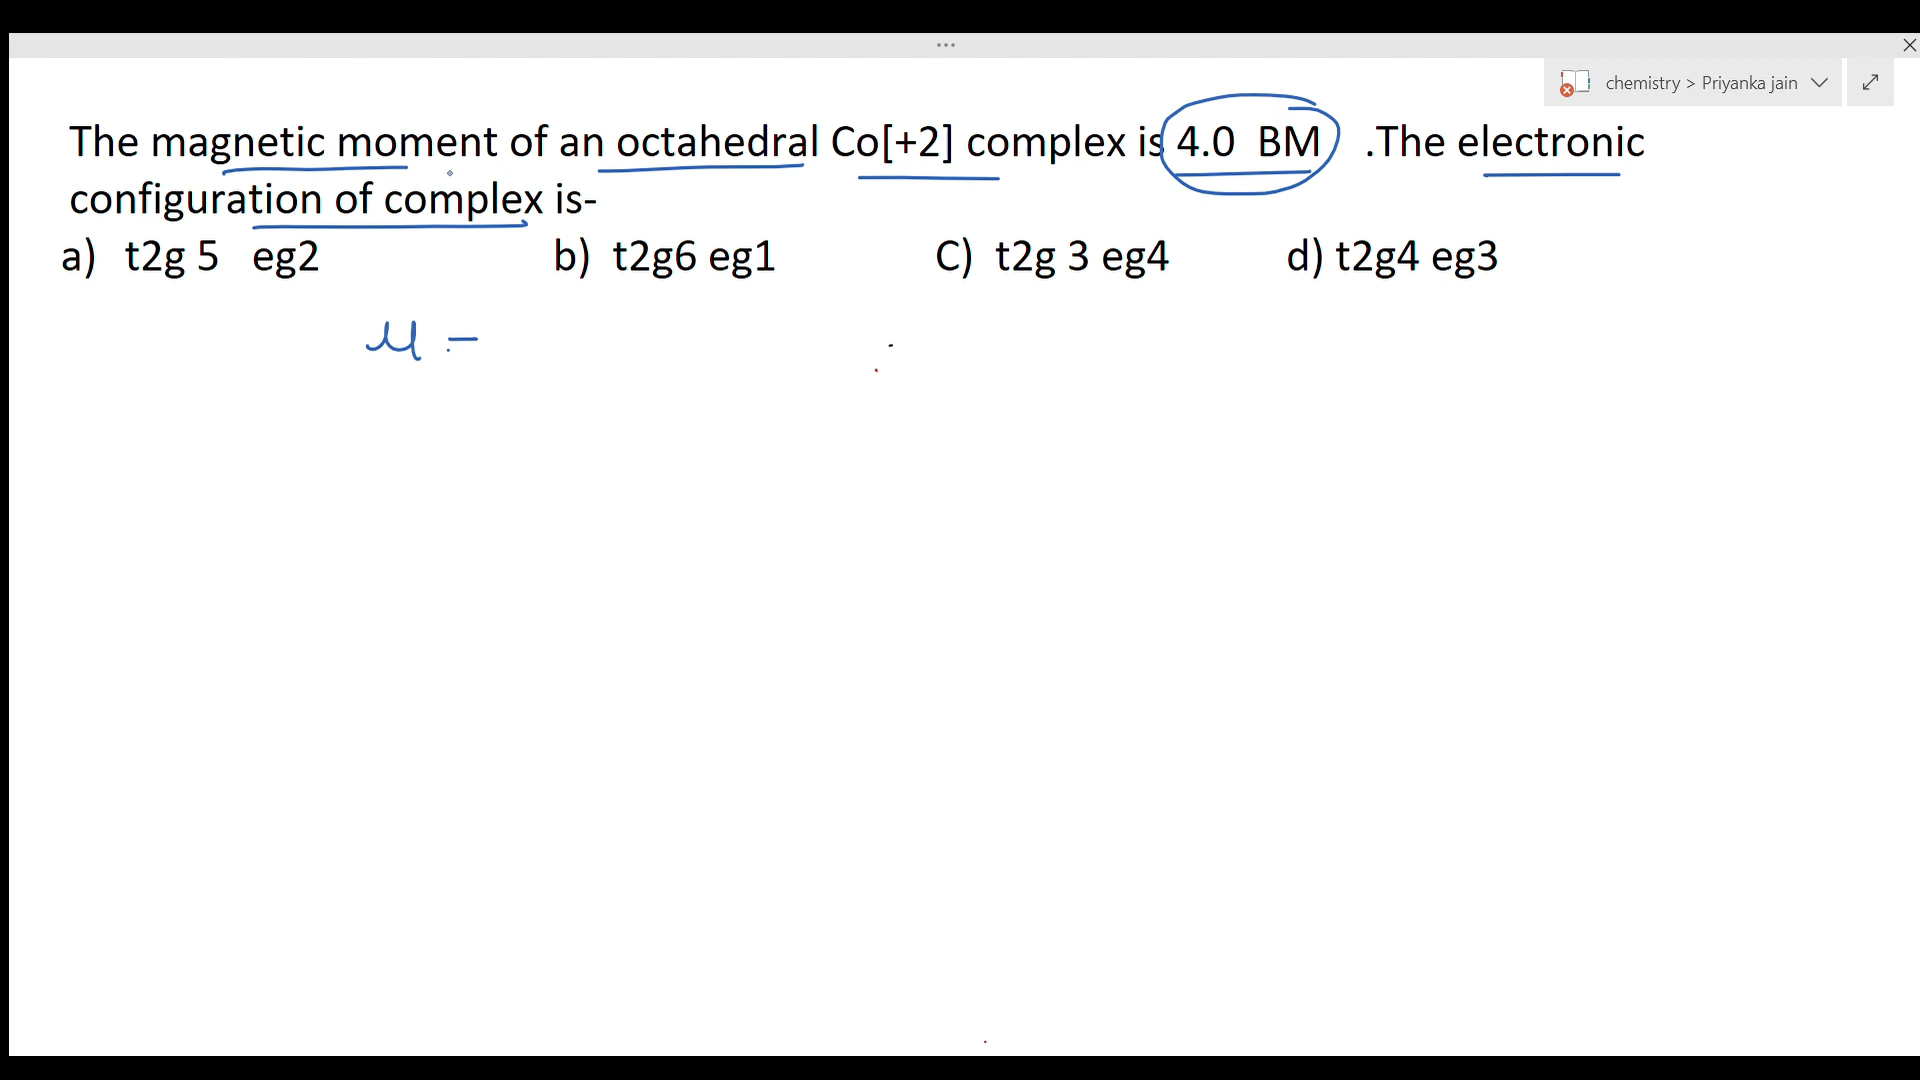 chemistry > Priyanka jain
The magnetic moment of an octahedral Co[+2] complex is 4.0 BM .The electronic
configuration of complex is-
a) t2g 5 eg2 b) t2g6 eg1 C) t2g 3 eg4 d) t2g4 eg3
μ =